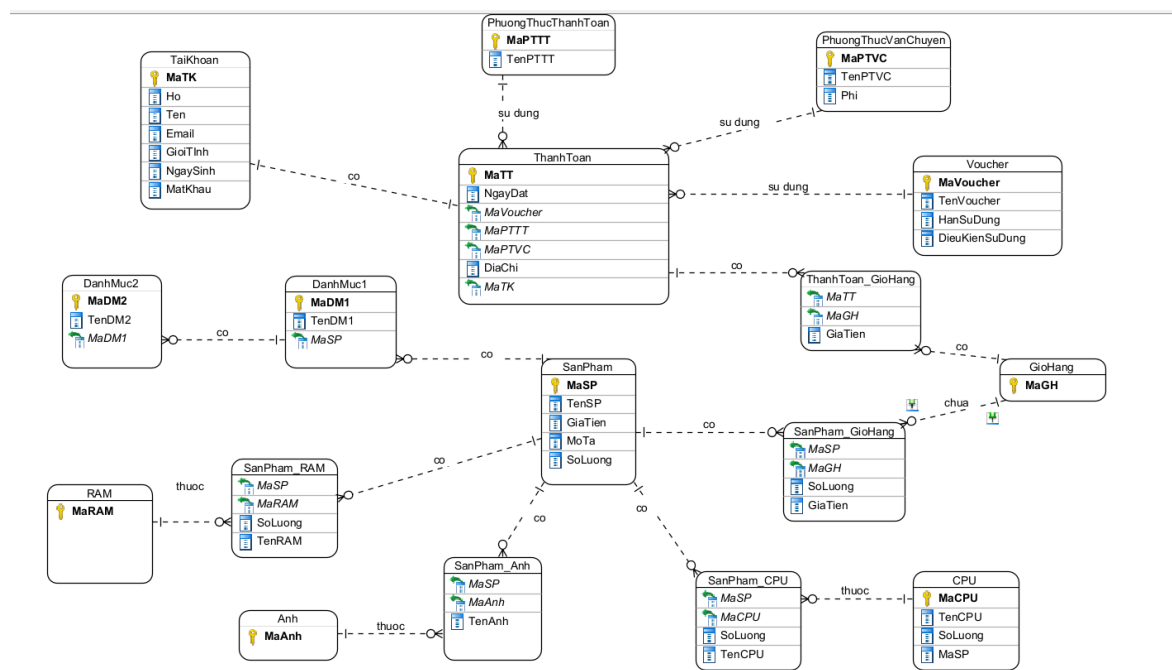 PhuongThucThanhToan
MaPTTT
TenPTTT
PhuongThucVanChuyen
MaPTVC
TenPTVC
Phi
TaiKhoan
MaTK
Ho
Ten
Email
GioiTInh
NgaySinh
MatKhau
su dung
su dung
co
ThanhToan
MaTT
NgayDat
MaVoucher
MaPTTT
MaPTVC
DiaChi
MaTK
su dung
Voucher
MaVoucher
TenVoucher
HanSuDung
DieuKienSuDung
co
ThanhToan_GioHang
MaTT
MaGH
GiaTien
DanhMuc2
MaDM2
TenDM2
MaDM1
co
DanhMuc1
MaDM1
TenDM1
MaSP
co
SanPham
MaSP
TenSP
GiaTien
MoTa
SoLuong
co
GioHang
MaGH
chua
co
SanPham_GioHang
MaSP
MaGH
SoLuong
GiaTien
RAM
MaRAM
thuoc
SanPham_RAM
MaSP
MaRAM
SoLuong
TenRAM
co
co
co
SanPham_Anh
MaSP
MaAnh
TenAnh
Anh
MaAnh
thuoc
SanPham_CPU
MaSP
MaCPU
SoLuong
TenCPU
thuoc
CPU
MaCPU
TenCPU
SoLuong
MaSP